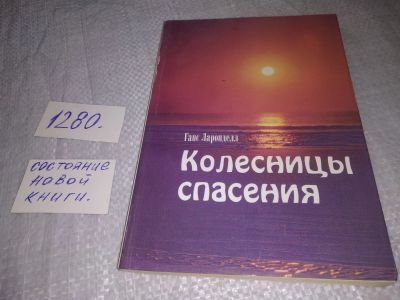 1280.
состояние
новой
книги.
Ганс Ларонделл
Колесницы
спасения